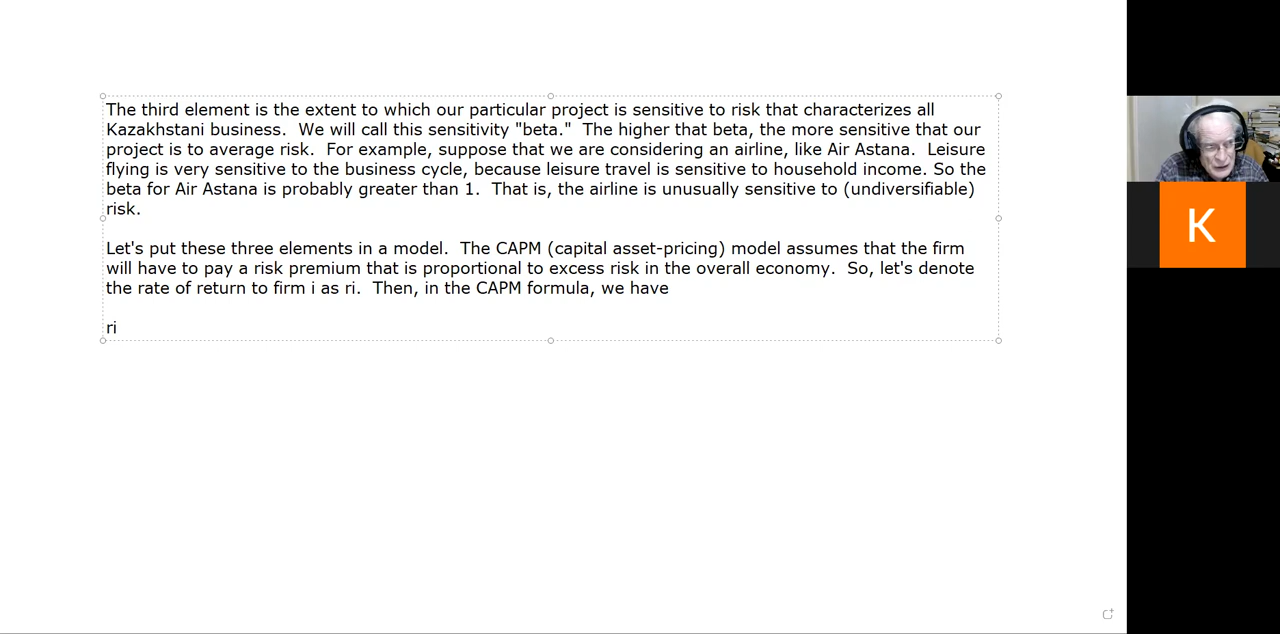 The third element is the extent to which our particular project is sensitive to risk that characterizes all
Kazakhstani business.  We will call this sensitivity "beta."  The higher that beta, the more sensitive that our
project is to average risk.  For example, suppose that we are considering an airline, like Air Astana.  Leisure
flying is very sensitive to the business cycle, because leisure travel is sensitive to household income. So the
beta for Air Astana is probably greater than 1.  That is, the airline is unusually sensitive to (undiversifiable)
risk.
Let's put these three elements in a model.  The CAPM (capital asset-pricing) model assumes that the firm
will have to pay a risk premium that is proportional to excess risk in the overall economy.  So, let's denote
the rate of return to firm i as ri.  Then, in the CAPM formula, we have
ri
K